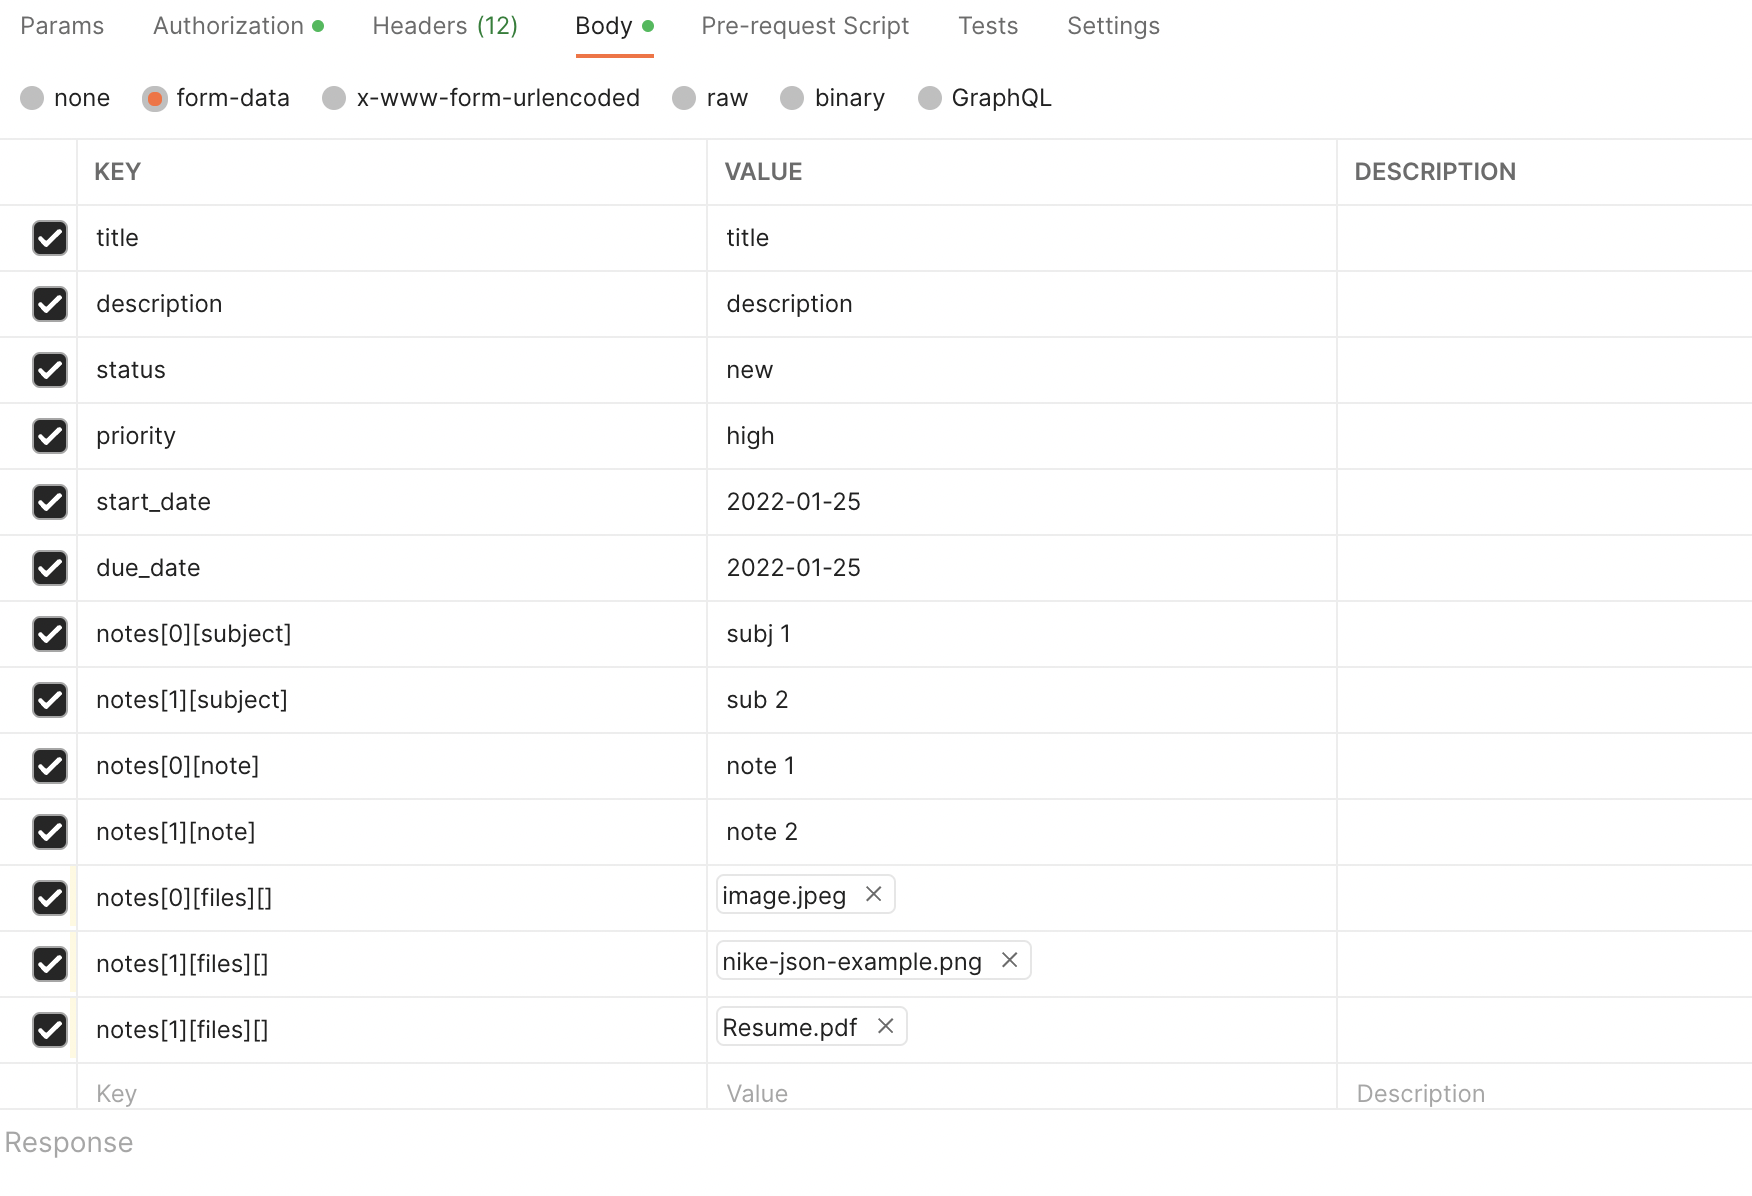 Params Authorization Headers (12) Body Pre-request Script Tests Settings
none form-data x-www-form-urlencoded raw binary GraphQL
KEY VALUE DESCRIPTION
title title
description description
status new
priority high
start_date 2022-01-25
due_date 2022-01-25
notes[0][subject] subj 1
notes[1][subject] sub 2
notes[0][note] note 1
notes[1][note] note 2
notes[0][files][] image.jpeg
notes[1][files][] nike-json-example.png
notes[1][files][] Resume.pdf
Key Value Description
Response